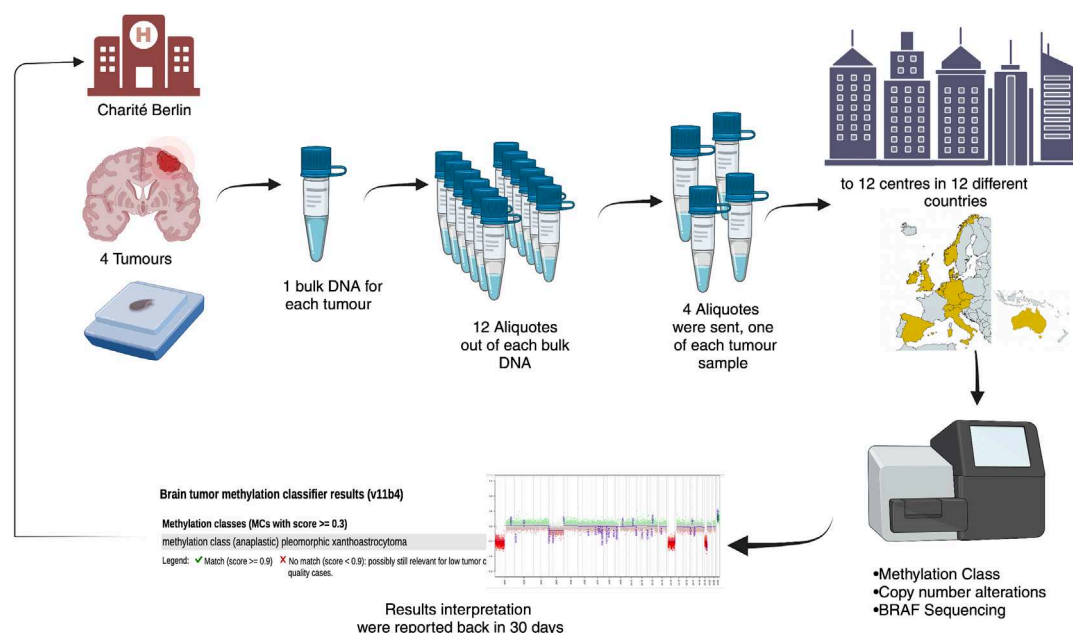 H
Charité Berlin
4 Tumours
1 bulk DNA for
each tumour
12 Aliquotes
out of each bulk
DNA
4 Aliquotes
were sent, one
of each tumour
sample
to 12 centres in 12 different
countries
•Methylation Class
•Copy number alterations
•BRAF Sequencing
Brain tumor methylation classifier results (v11b4)
Methylation classes (MCs with score >= 0.3)
methylation class (anaplastic) pleomorphic xanthoastrocytoma
Legend: ✔ Match (score >= 0.9) ✘ No match (score < 0.9): possibly still relevant for low tumor c
quality cases.
Results interpretation
were reported back in 30 days